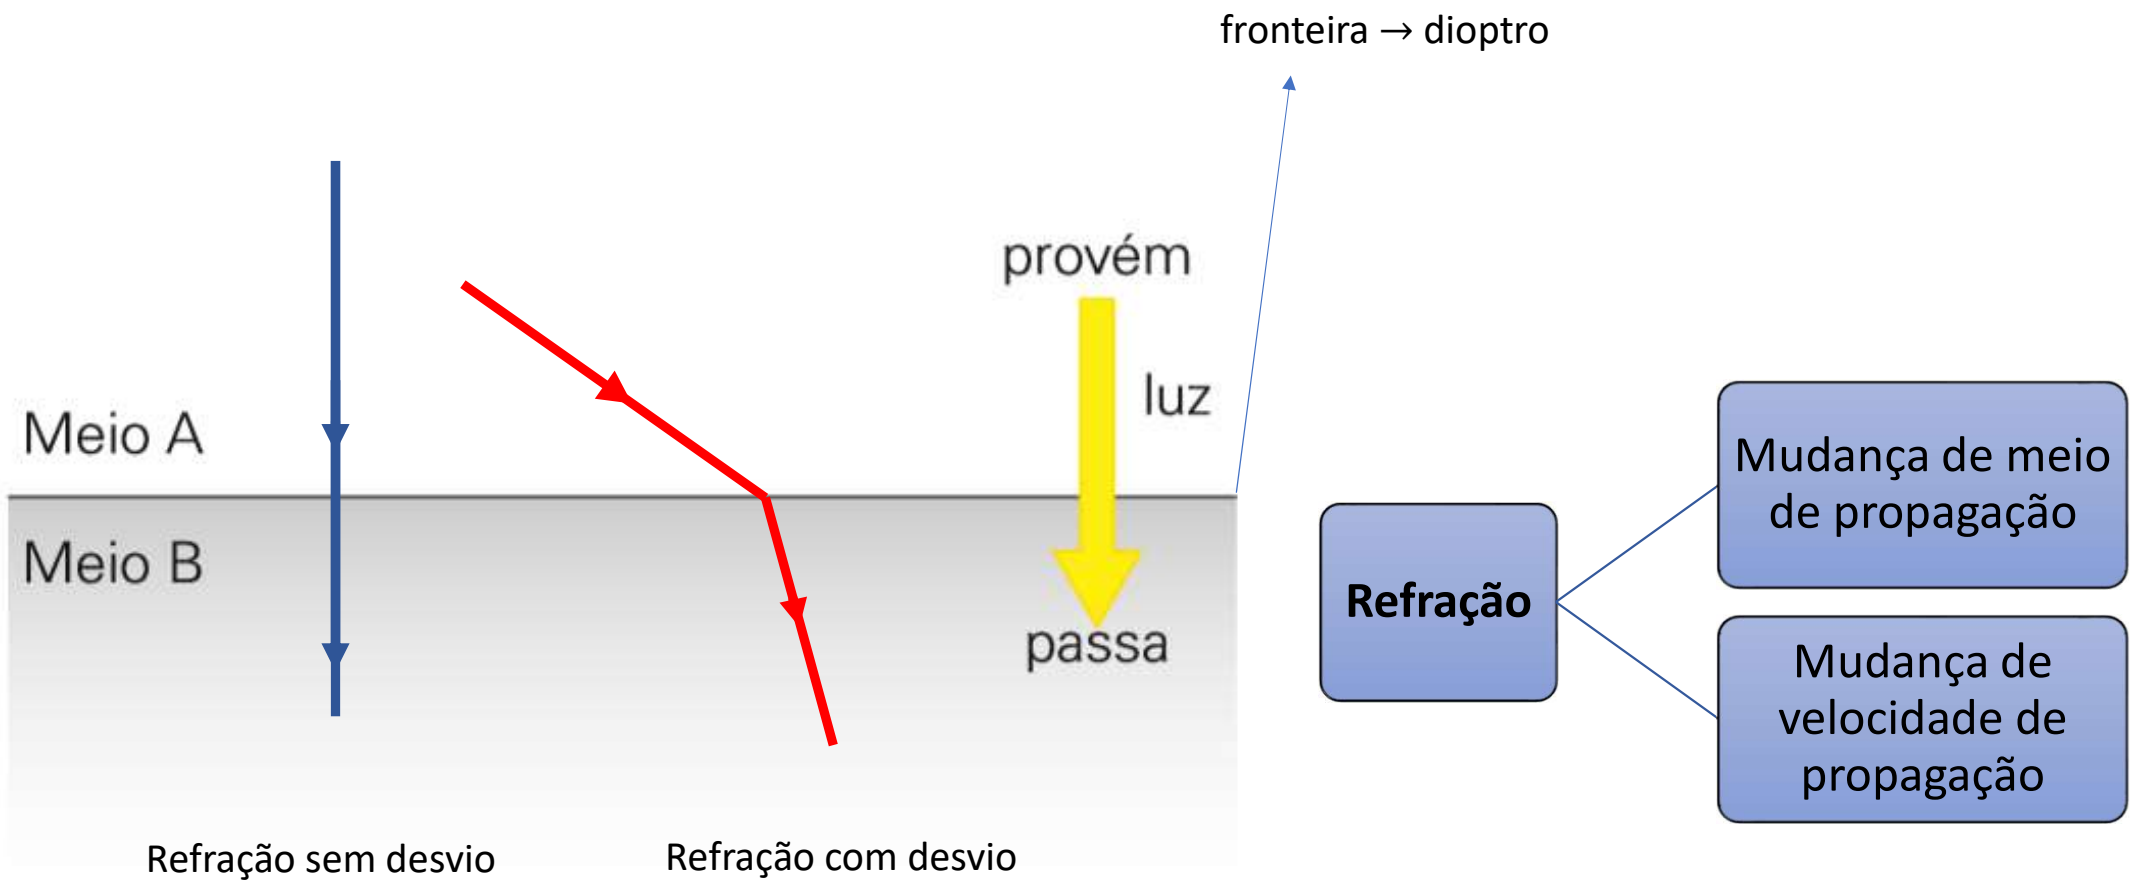 fronteira → dioptro
provém
luz
Meio A
Meio B
passa
Refração sem desvio
Refração com desvio
Refração
Mudança de meio
de propagação
Mudança de
velocidade de
propagação